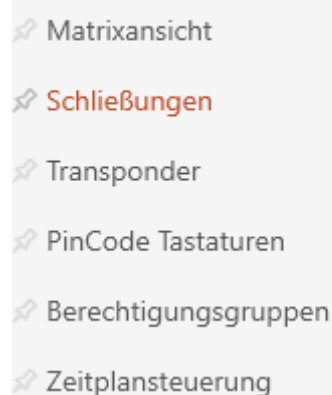 Matrixansicht
Schließungen
Transponder
PinCode Tastaturen
Berechtigungsgruppen
Zeitplansteuerung